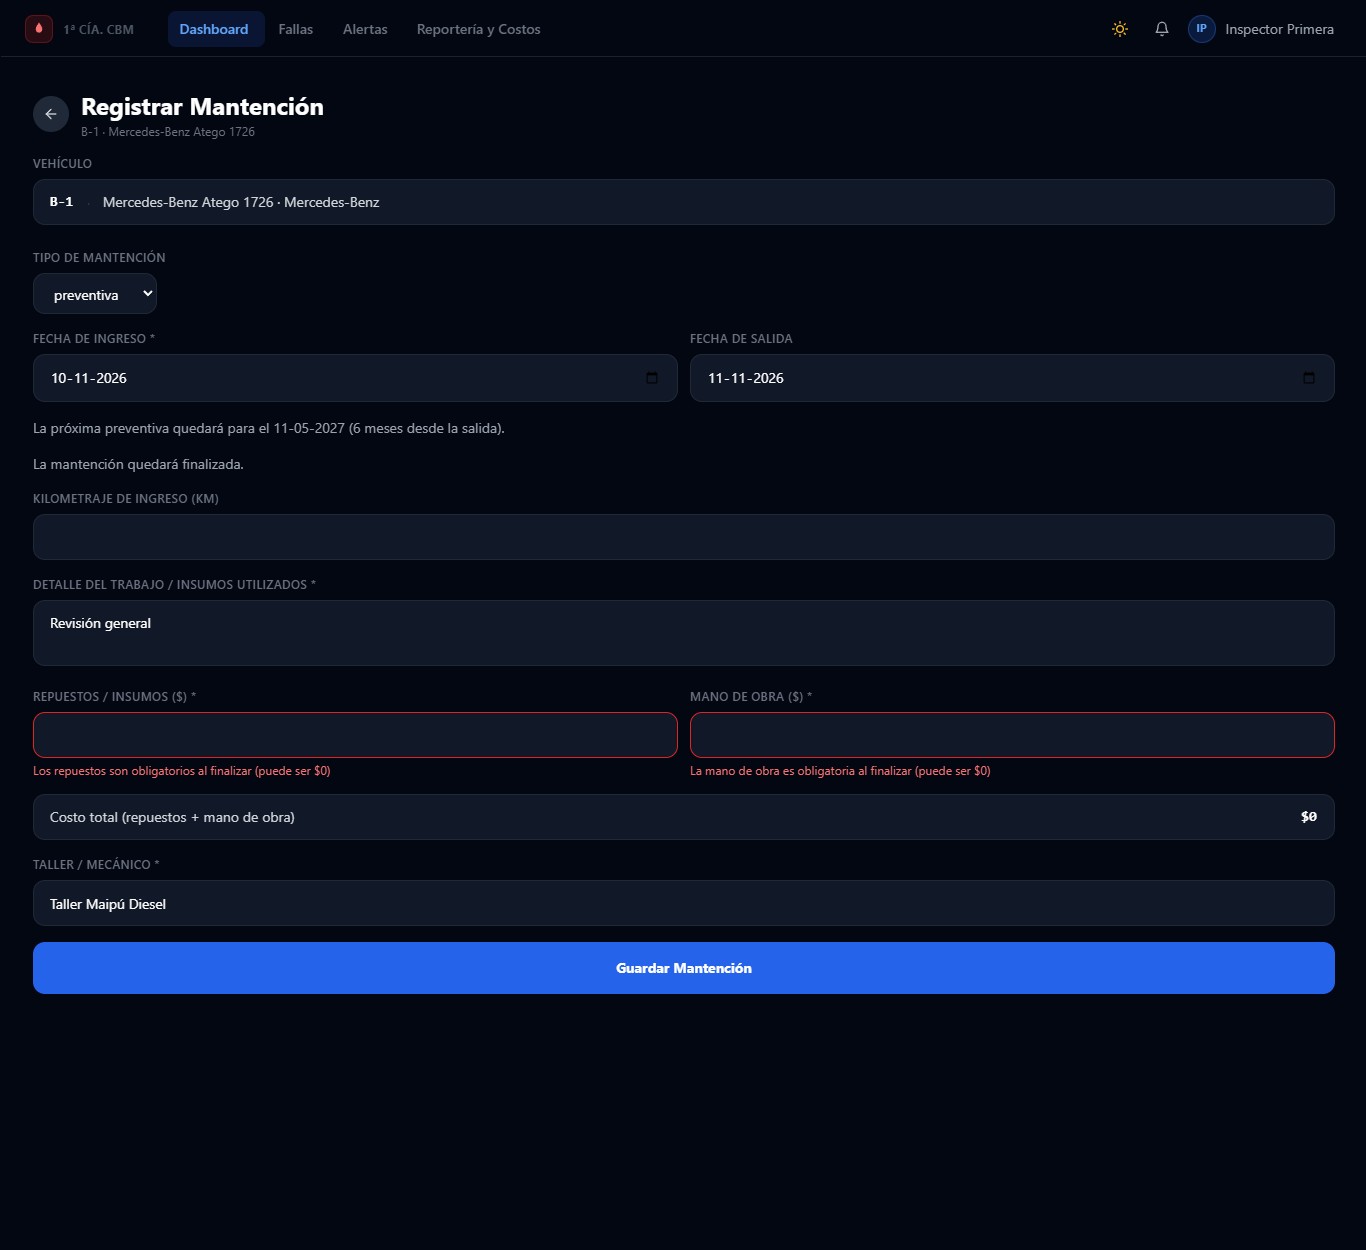 1ª CÍA. CBM
Dashboard
Fallas
Alertas
Reportería y Costos
IP
Inspector Primera
Registrar Mantención
B-1 · Mercedes-Benz Atego 1726
VEHÍCULO
B-1 · Mercedes-Benz Atego 1726 · Mercedes-Benz
TIPO DE MANTENCIÓN
preventiva
FECHA DE INGRESO *
10-11-2026
FECHA DE SALIDA
11-11-2026
La próxima preventiva quedará para el 11-05-2027 (6 meses desde la salida).
La mantención quedará finalizada.
KILOMETRAJE DE INGRESO (KM)
DETALLE DEL TRABAJO / INSUMOS UTILIZADOS *
Revisión general
REPUESTOS / INSUMOS ($) *
Los repuestos son obligatorios al finalizar (puede ser $0)
MANO DE OBRA ($) *
La mano de obra es obligatoria al finalizar (puede ser $0)
Costo total (repuestos + mano de obra)
$0
TALLER / MECÁNICO *
Taller Maipú Diesel
Guardar Mantención